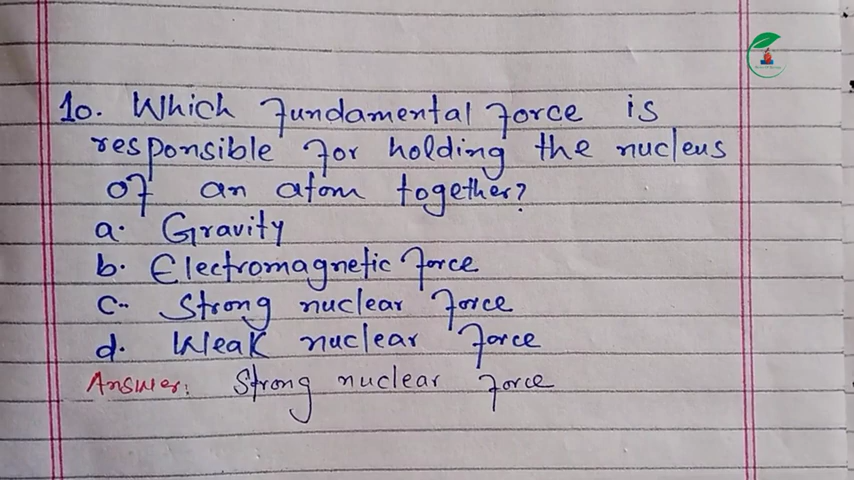 10. Which fundamental force is
responsible for holding the nucleus
of an atom together?
a. Gravity
b. Electromagnetic force
c. Strong nuclear force
d. Weak nuclear force
Answer: Strong nuclear force